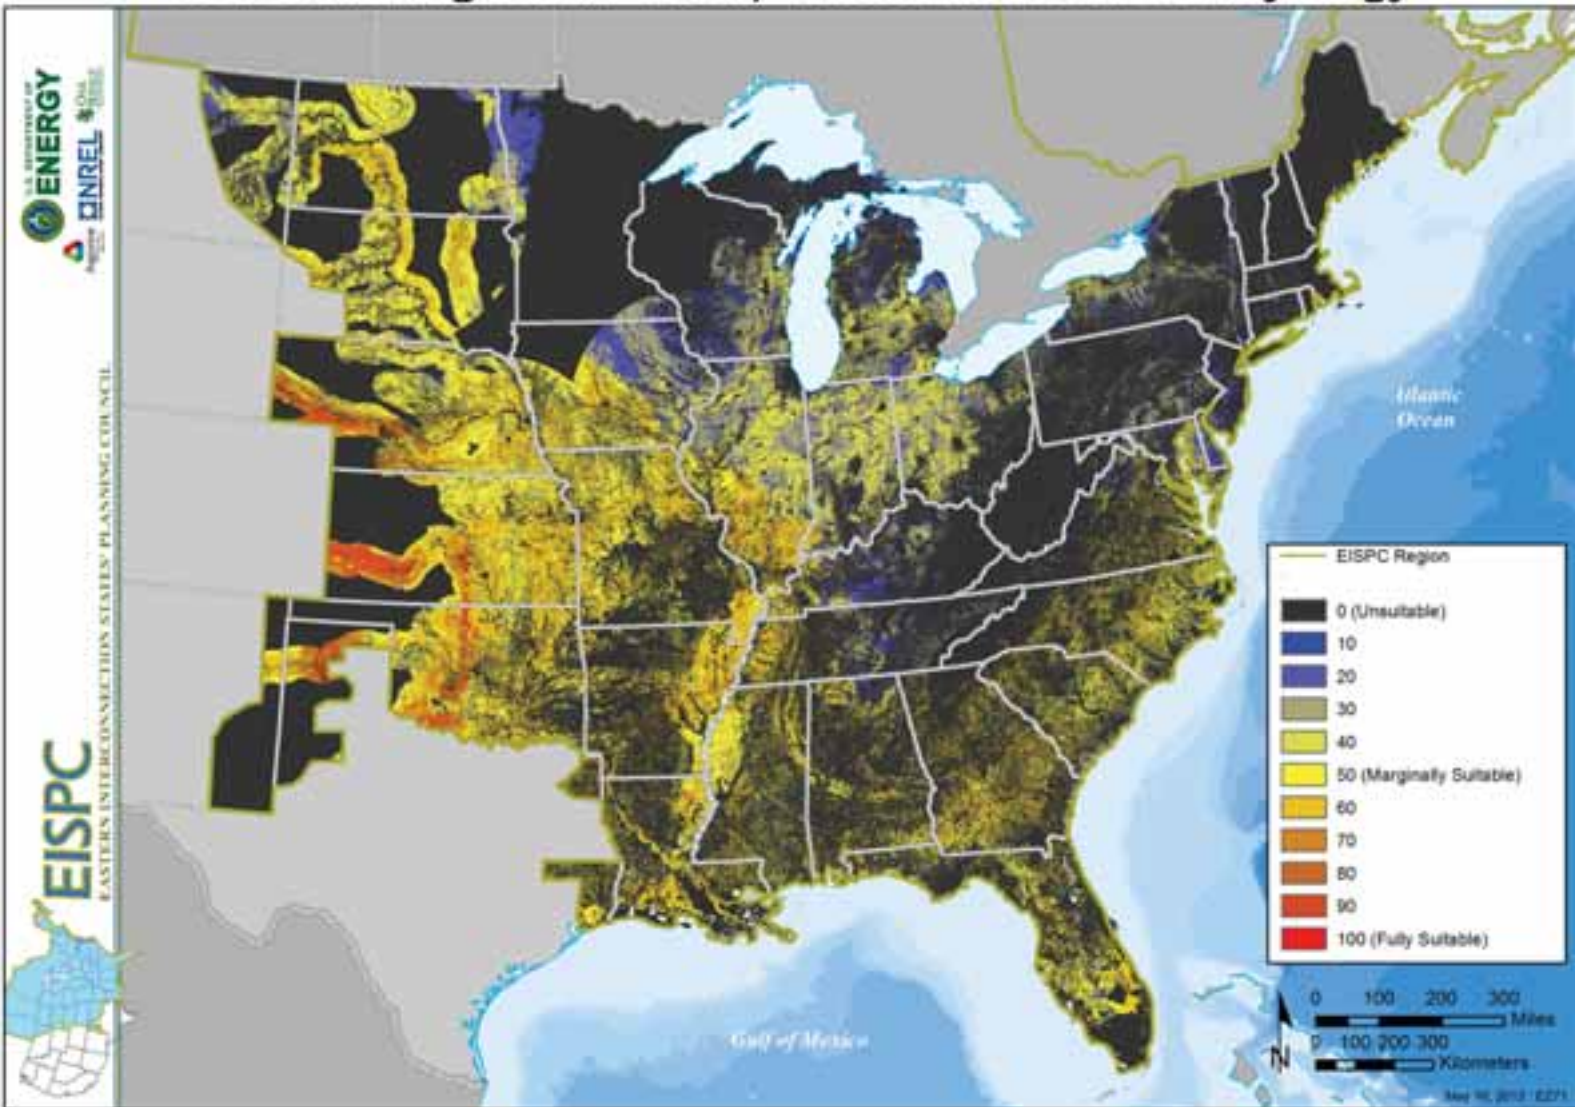 U.S. DEPARTMENT OF
ENERGY
NREL
EISPC
EASTERN INTERCONNECTION STATES' PLANNING COUNCIL
Atlantic
Ocean
Gulf of Mexico
EISPC Region
0 (Unsuitable)
10
20
30
40
50 (Marginally Suitable)
60
70
80
90
100 (Fully Suitable)
0 100 200 300
Miles
0 100 200 300
Kilometers
N